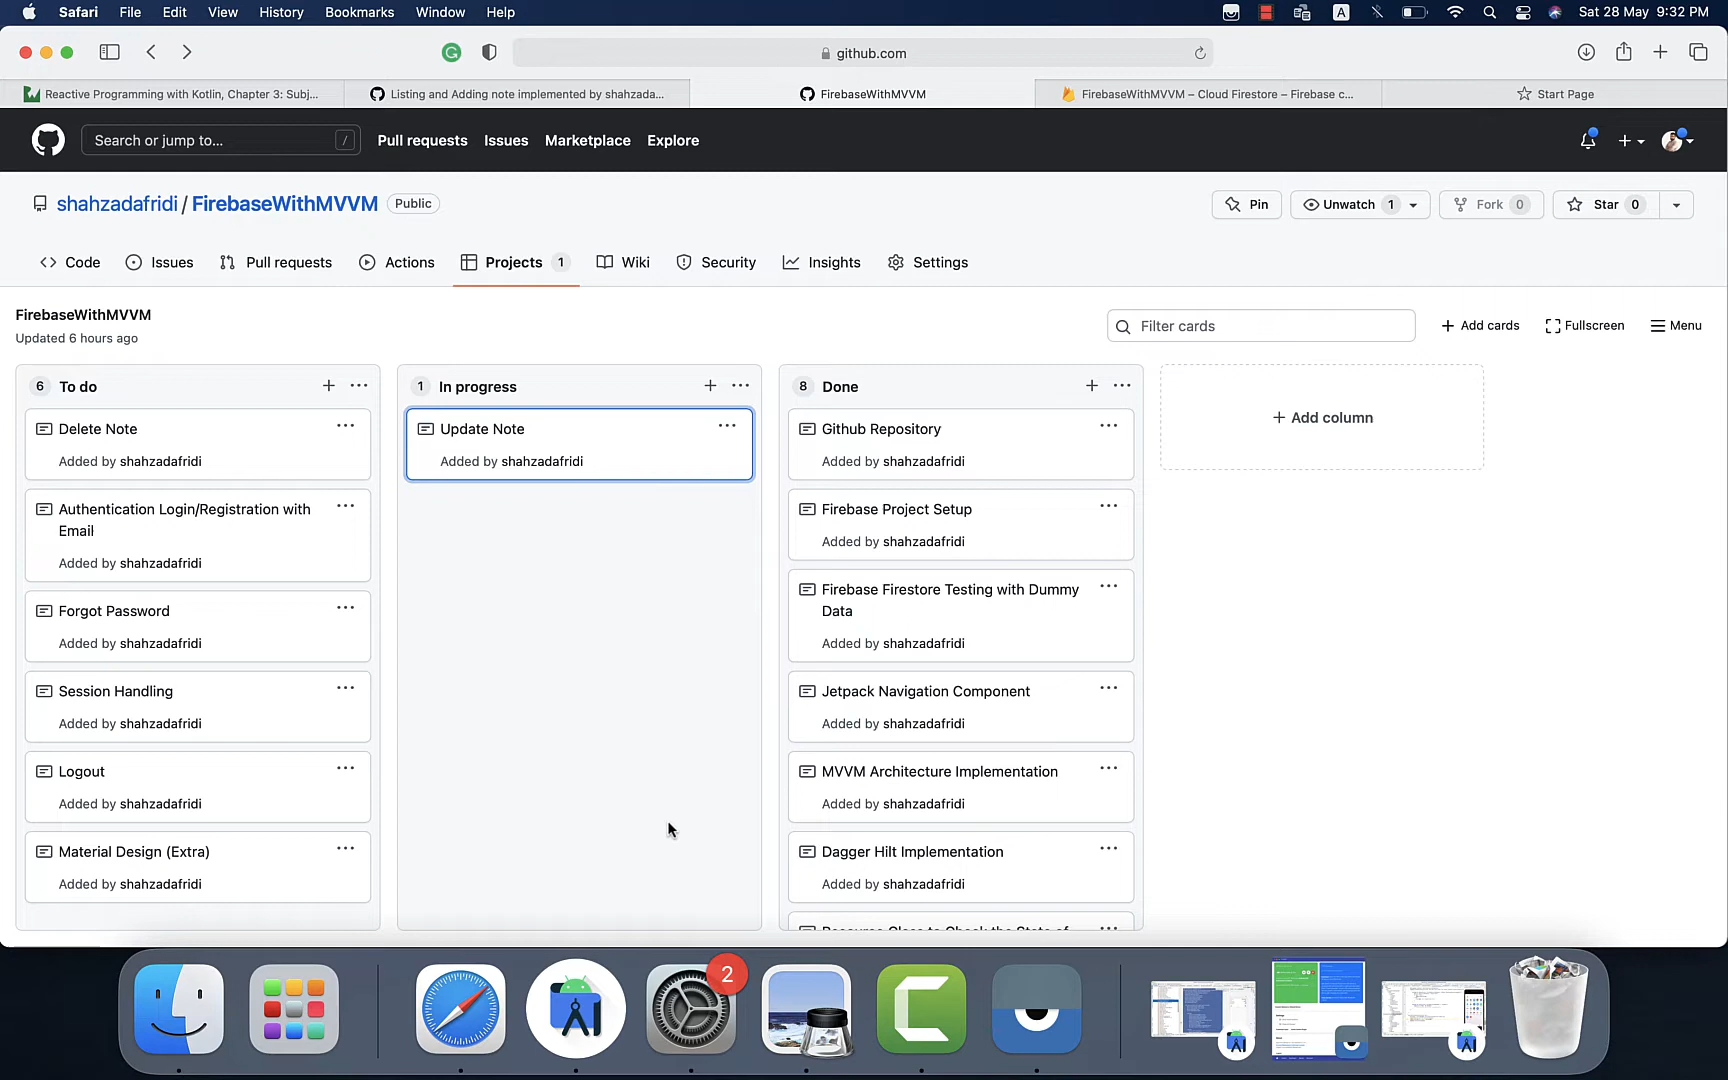 Safari File Edit View History Bookmarks Window Help
A
Sat 28 May 9:32 PM
github.com
Reactive Programming with Kotlin, Chapter 3: Subj...
Listing and Adding note implemented by shahzada...
FirebaseWithMVVM
FirebaseWithMVVM – Cloud Firestore – Firebase c...
Start Page
Search or jump to... /
Pull requests Issues Marketplace Explore
shahzadafridi / FirebaseWithMVVM Public
Pin
Unwatch 1
Fork 0
Star 0
Code Issues Pull requests Actions Projects 1 Wiki Security Insights Settings
FirebaseWithMVVM
Updated 6 hours ago
Filter cards
+ Add cards
Fullscreen
Menu
6 To do
Delete Note
Added by shahzadafridi
Authentication Login/Registration with
Email
Added by shahzadafridi
Forgot Password
Added by shahzadafridi
Session Handling
Added by shahzadafridi
Logout
Added by shahzadafridi
Material Design (Extra)
Added by shahzadafridi
1 In progress
Update Note
Added by shahzadafridi
8 Done
Github Repository
Added by shahzadafridi
Firebase Project Setup
Added by shahzadafridi
Firebase Firestore Testing with Dummy
Data
Added by shahzadafridi
Jetpack Navigation Component
Added by shahzadafridi
MVVM Architecture Implementation
Added by shahzadafridi
Dagger Hilt Implementation
Added by shahzadafridi
Resource Class to Check the State of
+ Add column
2